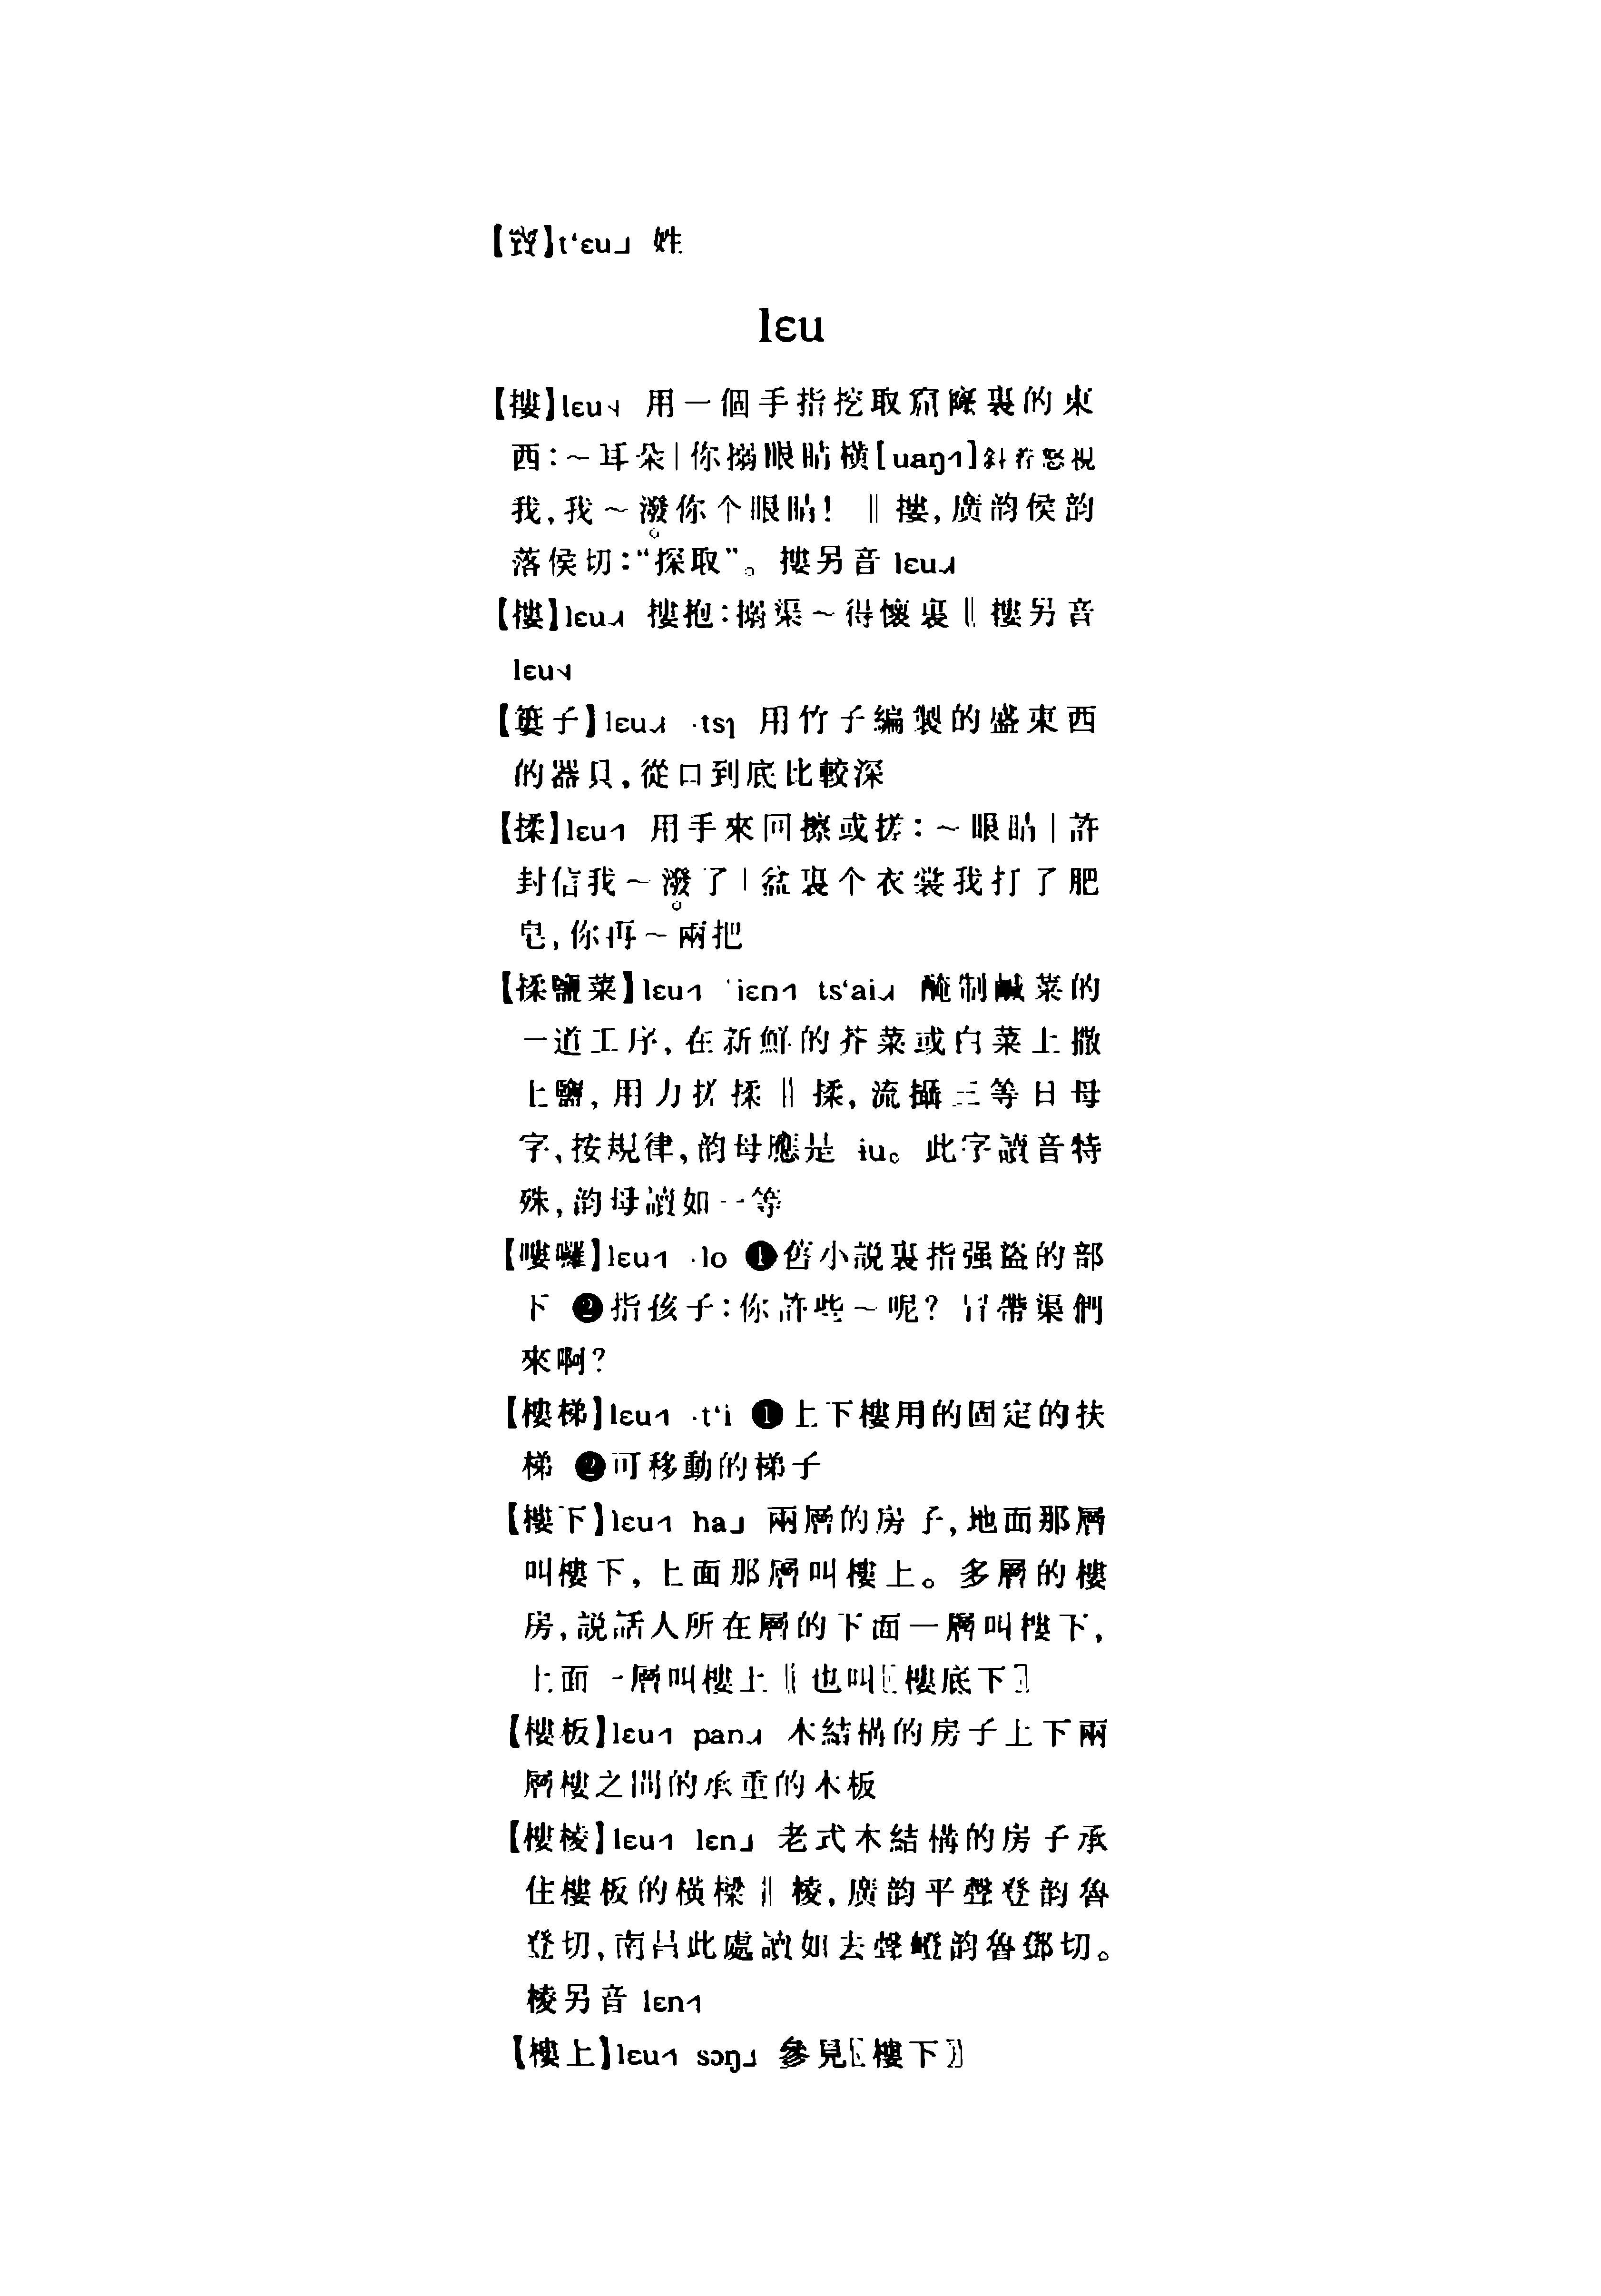 【】t‘ɛu˩ 姓
lɛu
【摟】lɛu 用一個手指挖取窟窿裏的東
西:～耳朵|你搦眼睛橫[uaŋ]斜着怒視
我,我～潑你个眼睛! ‖摟,廣韵侯韵
落侯切:“探取”。摟另音 lɛu
【摟】lɛu 摟抱:搦渠～得懷裏‖摟另音
lɛu
【簍子】lɛu ·tsɿ 用竹子編製的盛東西
的器具,從口到底比較深
【揉】lɛu 用手來回擦或搓:～眼睛|許
封信我～潑了|盆裏个衣裳我打了肥
皂,你再～兩把
【揉鹽菜】lɛu iɛn ts‘ai 醃制鹹菜的
一道工序,在新鮮的芥菜或白菜上撒
上鹽,用力搓揉‖揉,流攝三等日母
字,按規律,韵母應是 iu。此字讀音特
殊,韵母讀如一等
【嘍囉】lɛu ·lo ❶舊小説裏指强盗的部
下 ❷指孩子:你許些～呢? 冇帶渠們
來啊?
【樓梯】lɛu ·t‘i ❶上下樓用的固定的扶
梯 ❷可移動的梯子
【樓下】lɛu ha˩ 兩層的房子,地面那層
叫樓下,上面那層叫樓上。多層的樓
房,説話人所在層的下面一層叫樓下,
上面一層叫樓上‖也叫〖樓底下〗
【樓板】lɛu pan 木結構的房子上下兩
層樓之間的承重的木板
【樓棱】lɛu lɛn˩ 老式木結構的房子承
住樓板的橫樑‖棱,廣韵平聲登韵魯
登切,南昌此處讀如去聲嶝韵魯鄧切。
棱另音 lɛn
【樓上】lɛu sɔŋ˩ 參見〖樓下〗